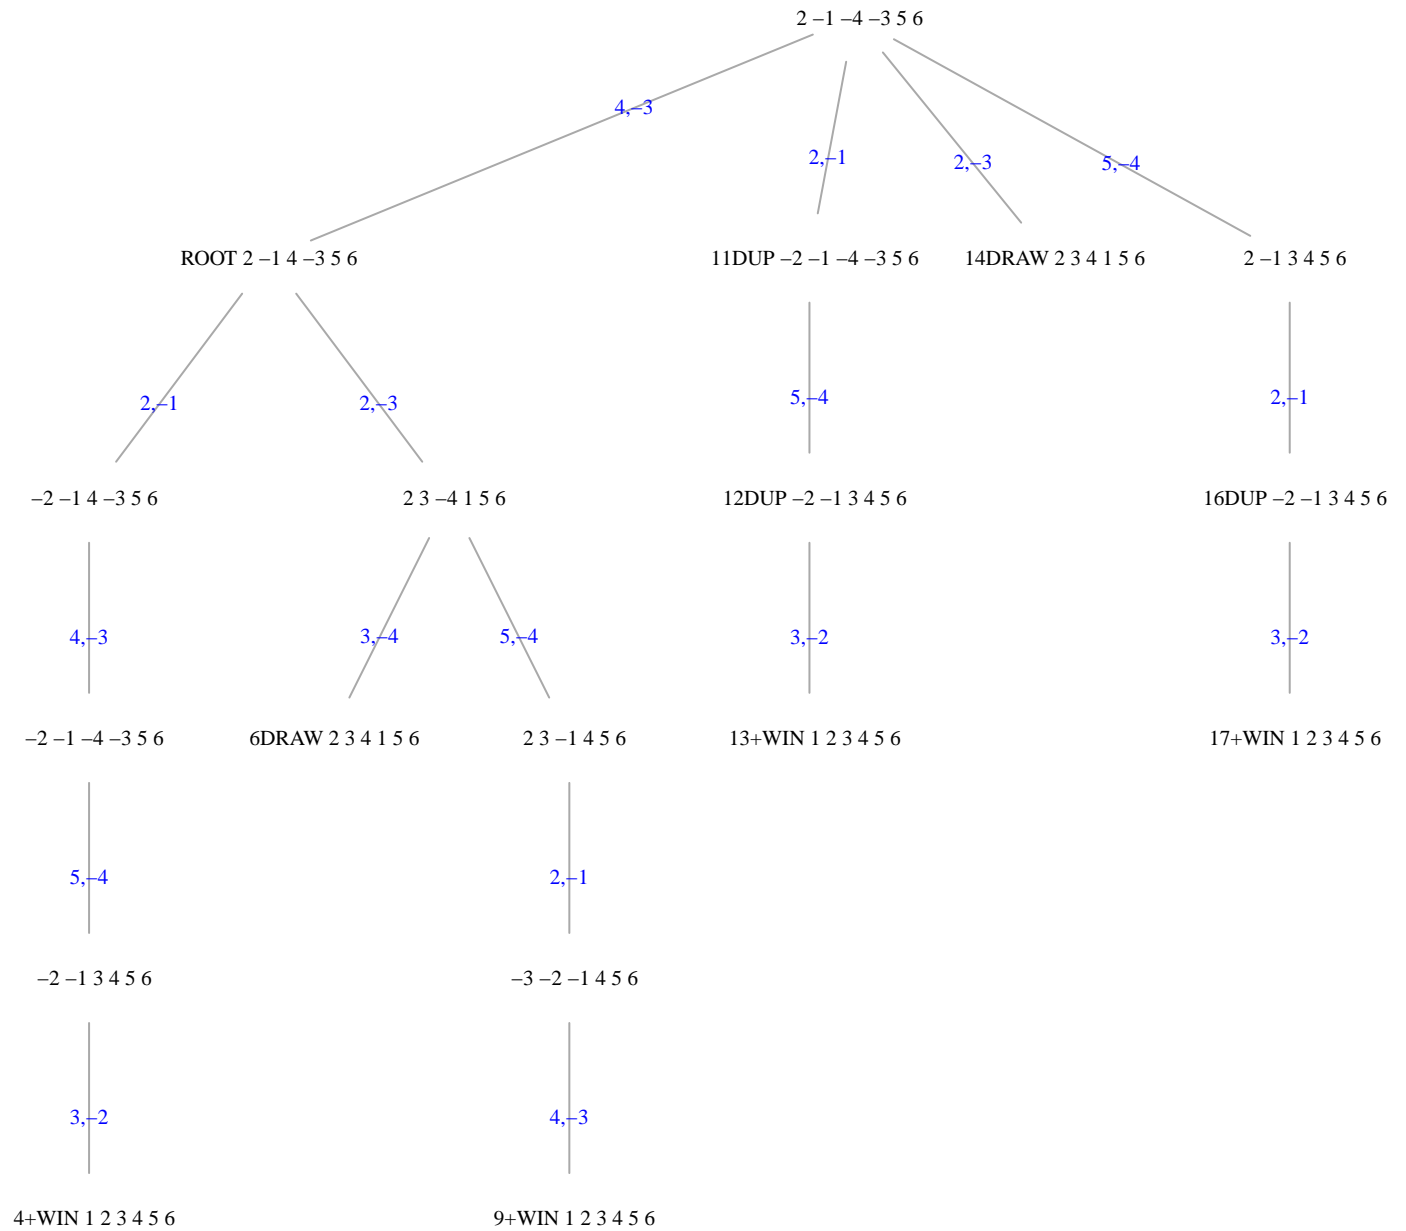 2 –1 –4 –3 5 6
4,–3
2,–1
2,–3
5,–4
ROOT 2 –1 4 –3 5 6
11DUP –2 –1 –4 –3 5 6
14DRAW 2 3 4 1 5 6
2 –1 3 4 5 6
2,–1
2,–3
5,–4
2,–1
–2 –1 4 –3 5 6
2 3 –4 1 5 6
12DUP –2 –1 3 4 5 6
16DUP –2 –1 3 4 5 6
4,–3
3,–4
5,–4
3,–2
3,–2
–2 –1 –4 –3 5 6
6DRAW 2 3 4 1 5 6
2 3 –1 4 5 6
13+WIN 1 2 3 4 5 6
17+WIN 1 2 3 4 5 6
5,–4
2,–1
–2 –1 3 4 5 6
–3 –2 –1 4 5 6
3,–2
4,–3
4+WIN 1 2 3 4 5 6
9+WIN 1 2 3 4 5 6